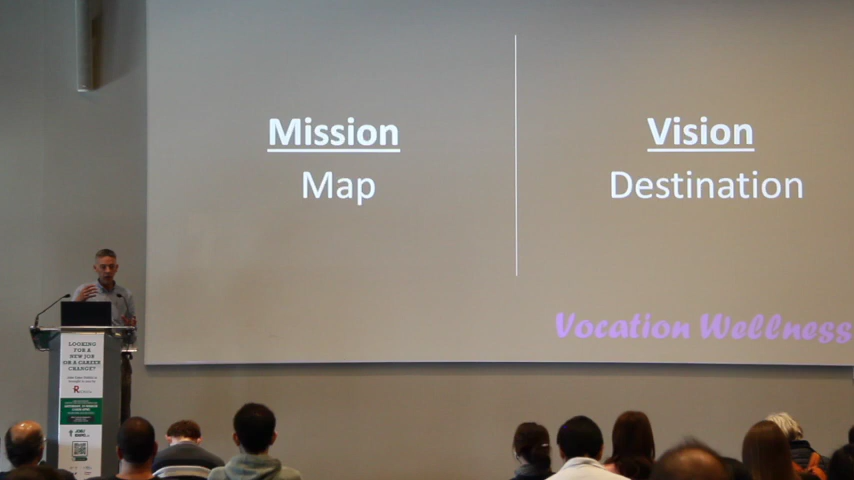 Mission
Map
Vision
Destination
Vocation Wellness
LOOKING
FOR A
NEW JOB
OR A CAREER
CHANGE?